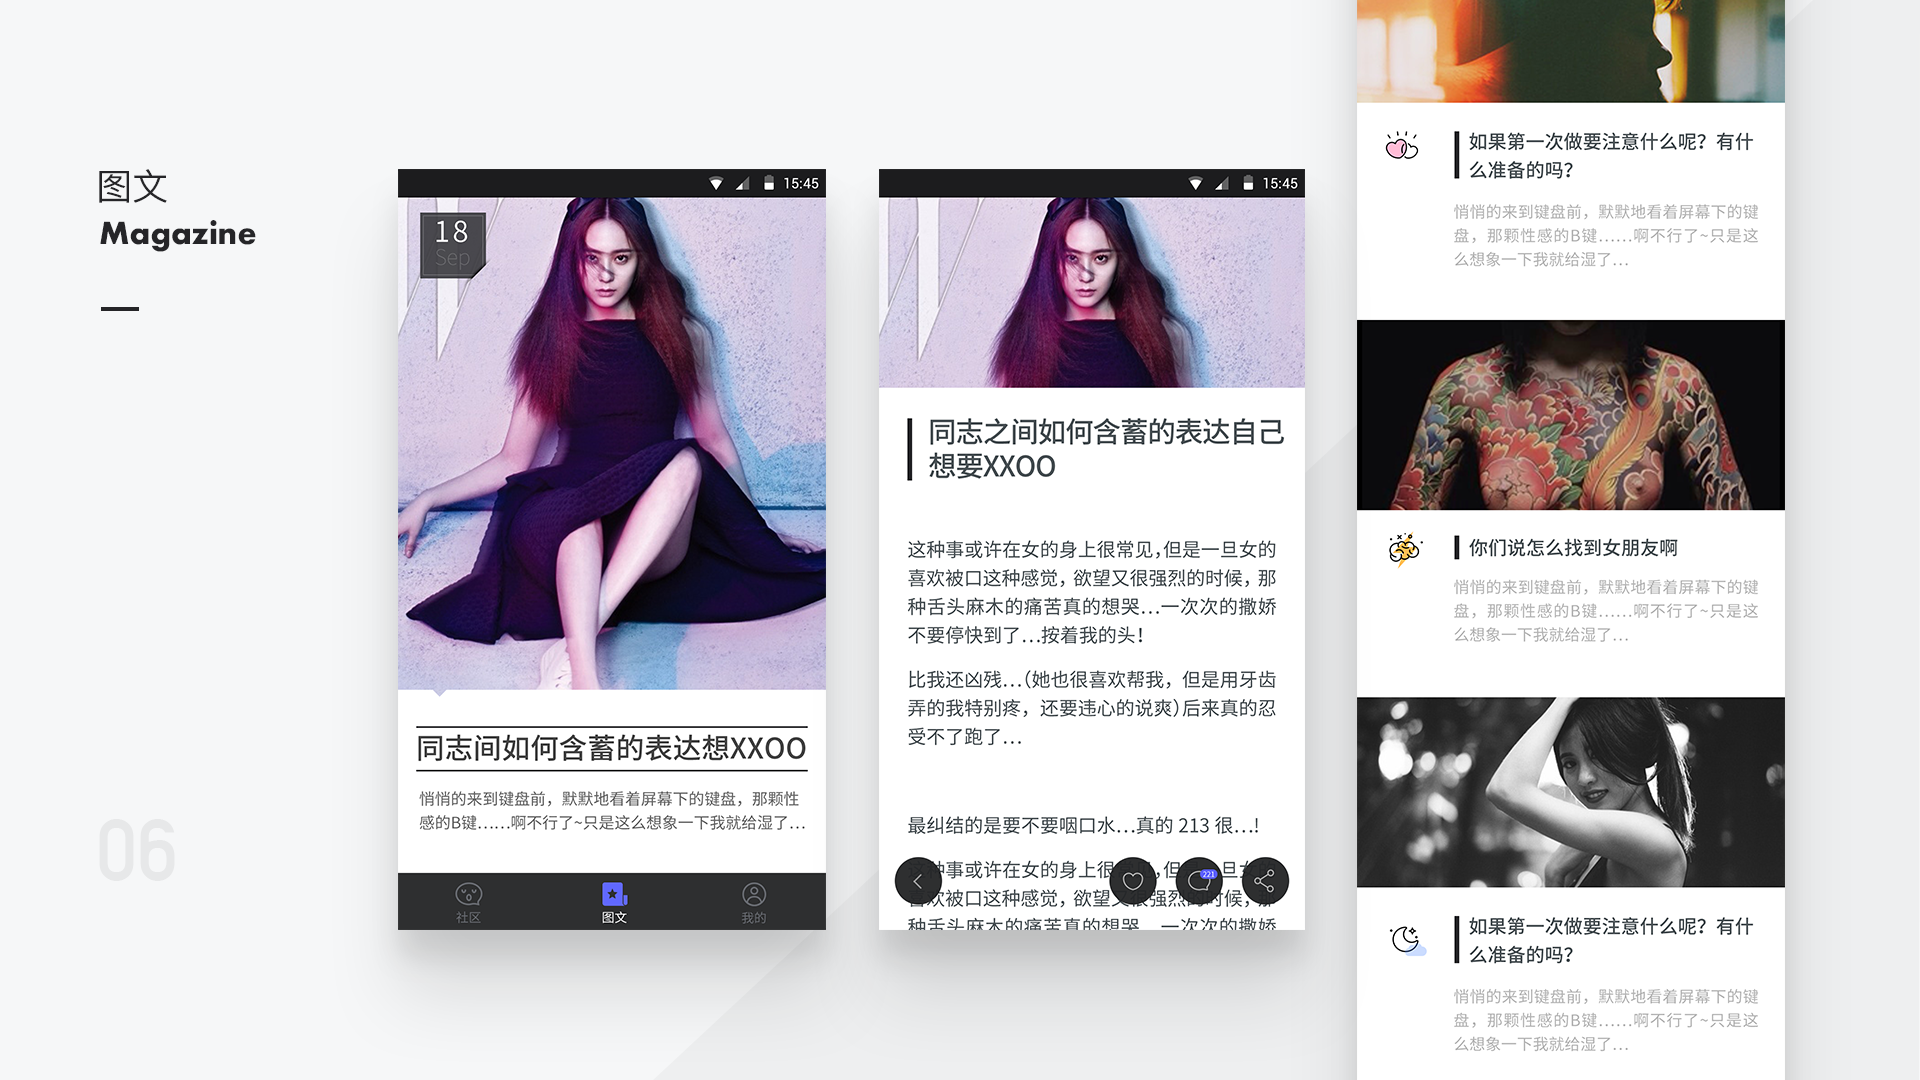 图文
Magazine
06
15:45
18
Sep
同志间如何含蓄的表达想XXOO
悄悄的来到键盘前，默默地看着屏幕下的键盘，那颗性
感的B键……啊不行了~只是这么想象一下我就给湿了…
社区
图文
我的
15:45
同志之间如何含蓄的表达自己
想要XXOO
这种事或许在女的身上很常见，但是一旦女的
喜欢被口这种感觉，欲望又很强烈的时候，那
种舌头麻木的痛苦真的想哭…一次次的撒娇
不要停快到了…按着我的头！
比我还凶残…（她也很喜欢帮我，但是用牙齿
弄的我特别疼，还要违心的说爽）后来真的忍
受不了跑了…
最纠结的是要不要咽口水…真的 213 很…!
种事或许在女的身上很 ，但 一旦女
喜欢被口这种感觉，欲望又很强烈的时候，那
种舌头麻木的痛苦真的想哭…一次次的撒娇
221
如果第一次做要注意什么呢？有什
么准备的吗？
悄悄的来到键盘前，默默地看着屏幕下的键
盘，那颗性感的B键……啊不行了~只是这
么想象一下我就给湿了…
你们说怎么找到女朋友啊
悄悄的来到键盘前，默默地看着屏幕下的键
盘，那颗性感的B键……啊不行了~只是这
么想象一下我就给湿了…
如果第一次做要注意什么呢？有什
么准备的吗？
悄悄的来到键盘前，默默地看着屏幕下的键
盘，那颗性感的B键……啊不行了~只是这
么想象一下我就给湿了…